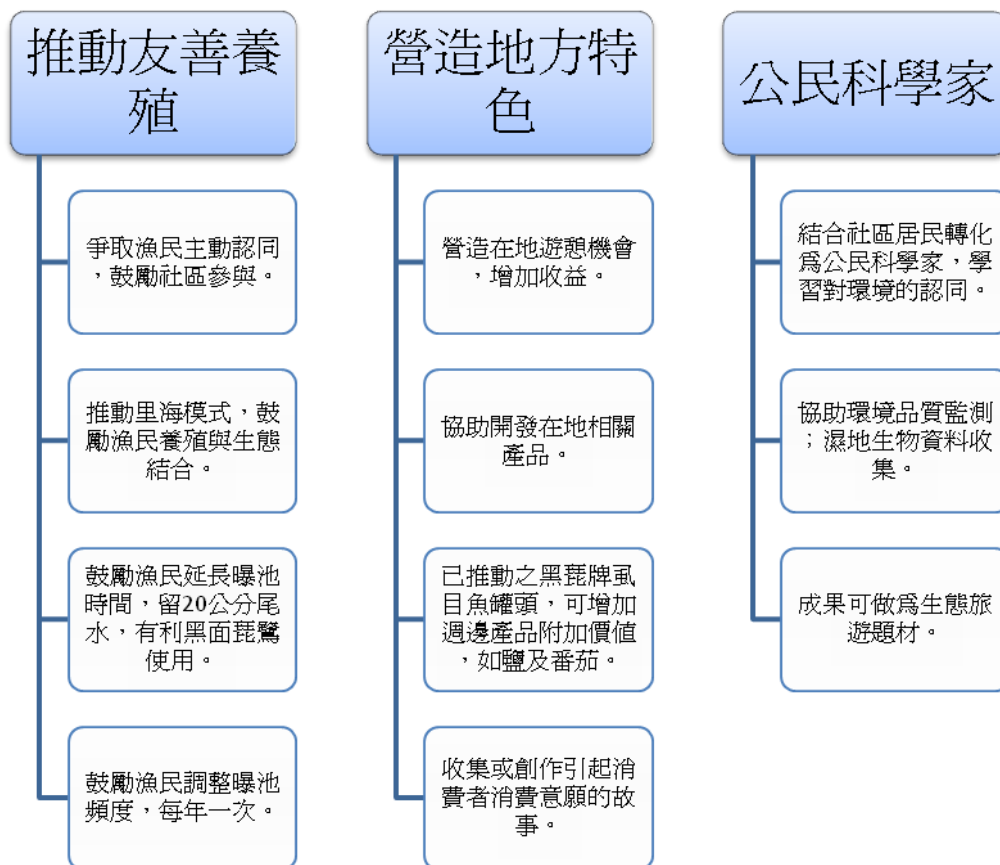 推動友善養
殖
爭取漁民主動認同
，鼓勵社區參與。
推動里海模式，鼓
勵漁民養殖與生態
結合。
鼓勵漁民延長曝池
時間，留20公分尾
水，有利黑面琵鷺
使用。
鼓勵漁民調整曝池
頻度，每年一次。
營造地方特
色
營造在地遊憩機會
，增加收益。
協助開發在地相關
產品。
已推動之黑琵牌虱
目魚罐頭，可增加
週邊產品附加價值
，如鹽及番茄。
收集或創作引起消
費者消費意願的故
事。
公民科學家
結合社區居民轉化
為公民科學家，學
習對環境的認同。
協助環境品質監測
；濕地生物資料收
集。
成果可做為生態旅
遊題材。